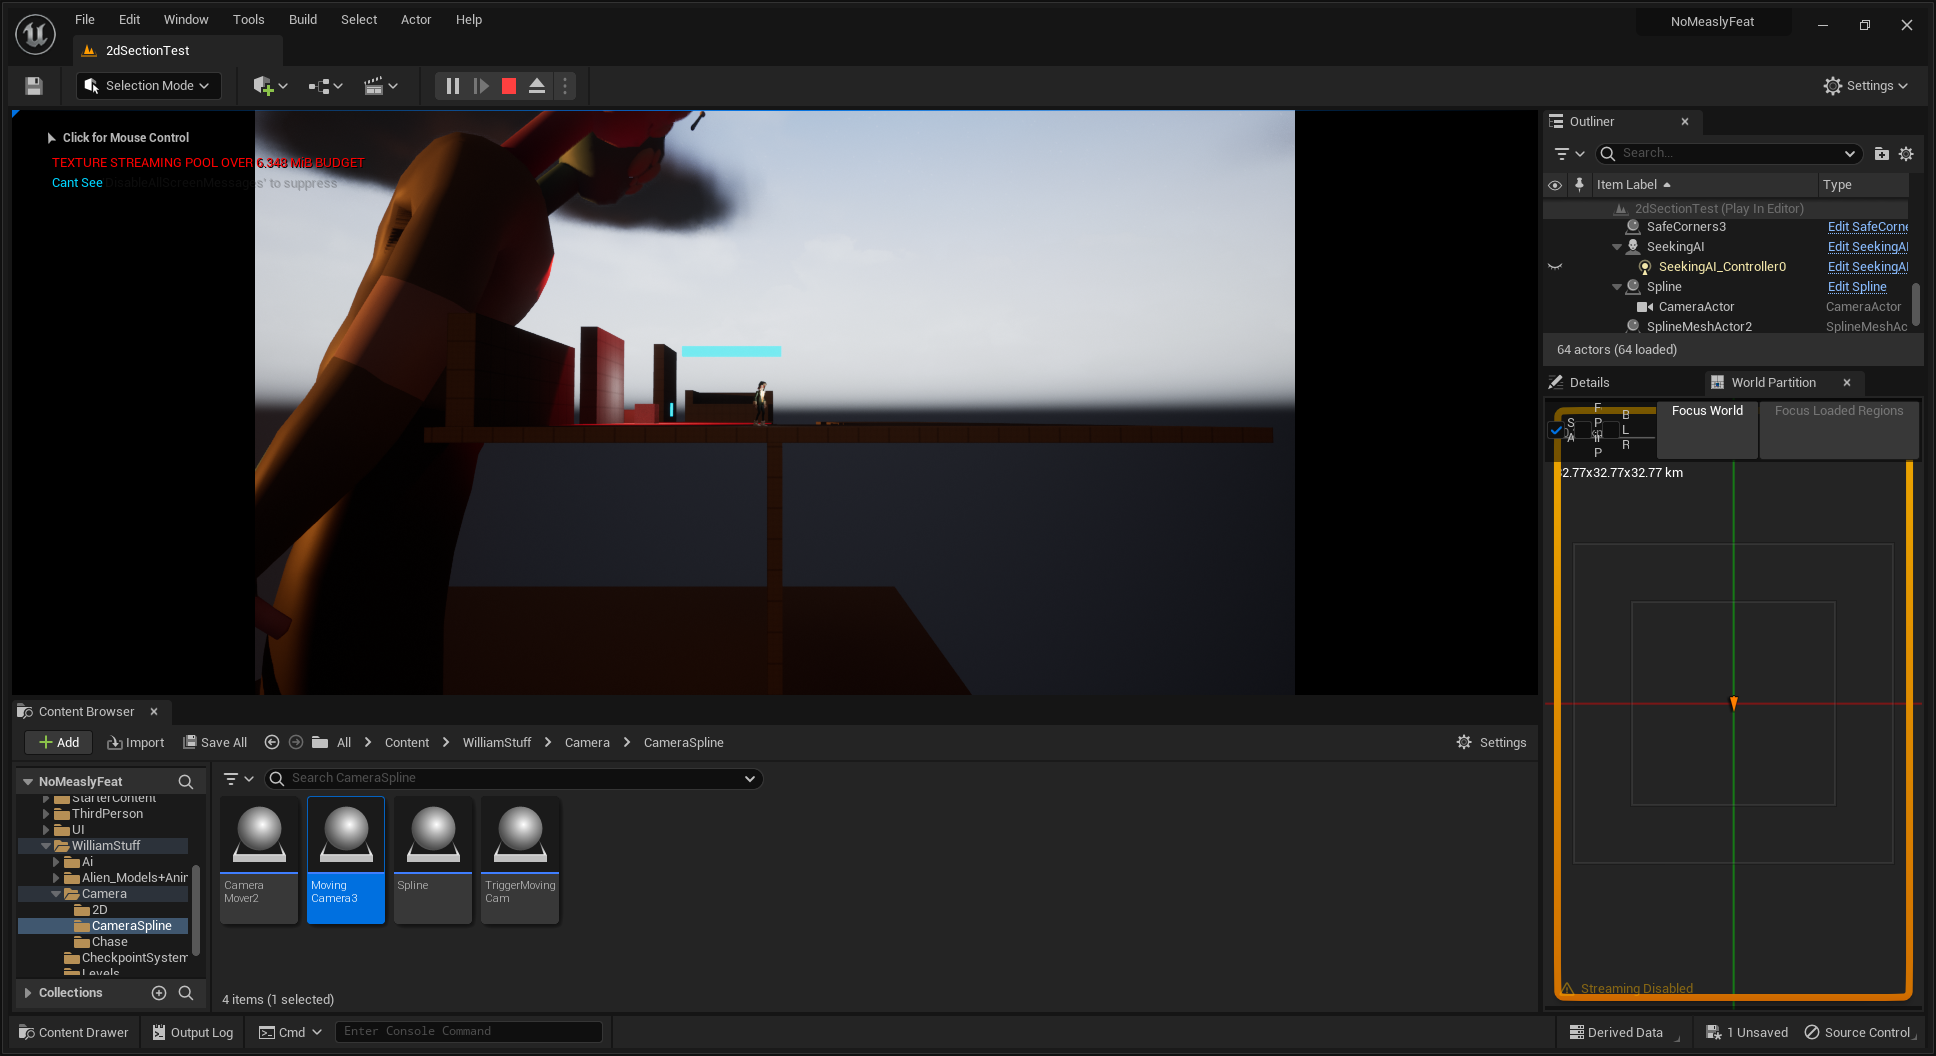 File Edit Window Tools Build Select Actor Help
NoMeaslyFeat
2dSectionTest
Selection Mode
Settings
Click for Mouse Control
TEXTURE STREAMING POOL OVER 6.348 MiB BUDGET
Cant See DisableAllScreenMessages' to suppress
Outliner
Search...
Item Label Type
2dSectionTest (Play In Editor)
SafeCorners3 Edit SafeCorne
SeekingAI Edit SeekingAI
SeekingAI_Controller0 Edit SeekingAI
Spline Edit Spline
CameraActor CameraActor
SplineMeshActor2 SplineMeshAc
64 actors (64 loaded)
Details World Partition
Focus World Focus Loaded Regions
2.77x32.77x32.77 km
Streaming Disabled
Content Browser
Add Import Save All All Content WilliamStuff Camera CameraSpline Settings
NoMeaslyFeat
Search CameraSpline
StarterContent
ThirdPerson
UI
WilliamStuff
Ai
Alien_Models+Anir
Camera
2D
CameraSpline
Chase
CheckpointSystem
Levels
Collections
Camera
Mover2
Moving
Camera3
Spline
TriggerMoving
Cam
4 items (1 selected)
Content Drawer Output Log Cmd Enter Console Command
Derived Data 1 Unsaved Source Control